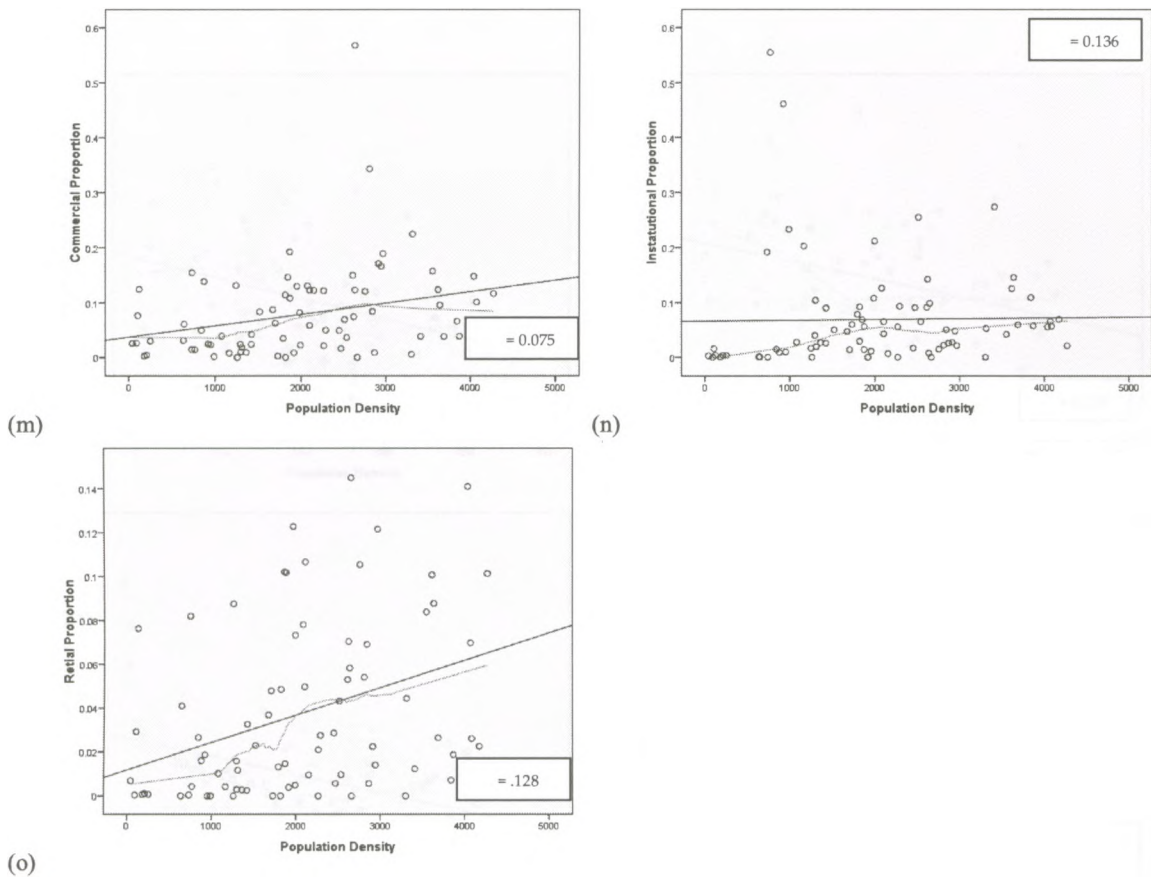 0.6
0.5
0.4
0.3
0.2
0.1
0
Commercial Proportion
0 1000 2000 3000 4000 5000
Population Density
= 0.075
(m)
0.6
0.5
0.4
0.3
0.2
0.1
0
Instatutional Proportion
0 1000 2000 3000 4000 5000
Population Density
= 0.136
(n)
0.14
0.12
0.1
0.08
0.06
0.04
0.02
0
Retial Proportion
0 1000 2000 3000 4000 5000
Population Density
= .128
(o)